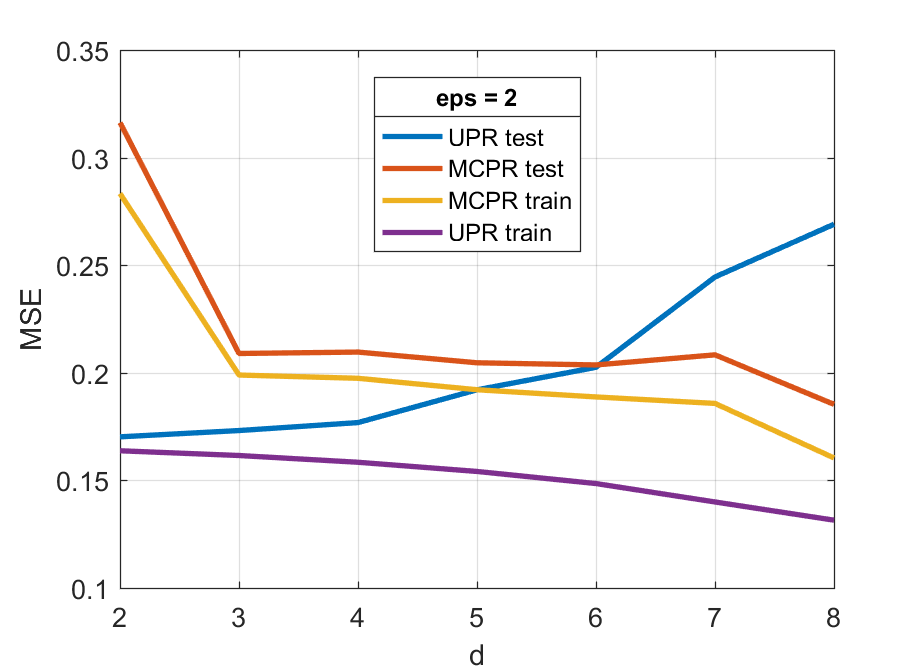 0.35
0.3
0.25
0.2
0.15
0.1
MSE
eps = 2
UPR test
MCPR test
MCPR train
UPR train
2 3 4 5 6 7 8
d